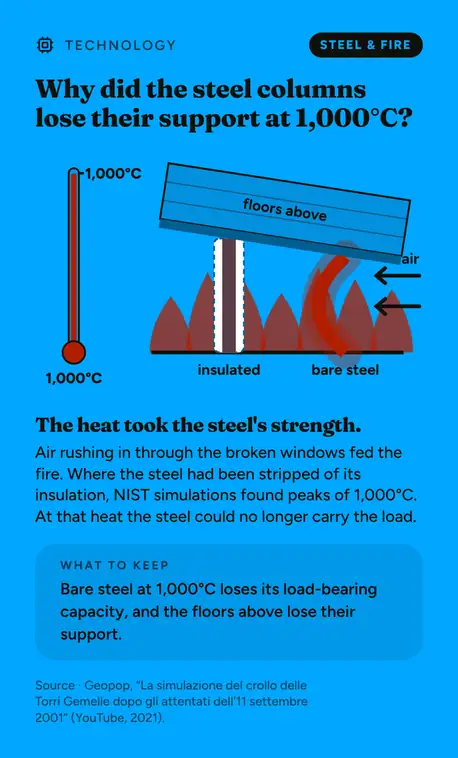 TECHNOLOGY
STEEL & FIRE
Why did the steel columns
lose their support at 1,000°C?
1,000°C
floors above
air
insulated
bare steel
1,000°C
The heat took the steel's strength.
Air rushing in through the broken windows fed the
fire. Where the steel had been stripped of its
insulation, NIST simulations found peaks of 1,000°C.
At that heat the steel could no longer carry the load.
WHAT TO KEEP
Bare steel at 1,000°C loses its load-bearing
capacity, and the floors above lose their
support.
Source · Geopop, "La simulazione del crollo delle
Torri Gemelle dopo gli attentati dell'11 settembre
2001" (YouTube, 2021).